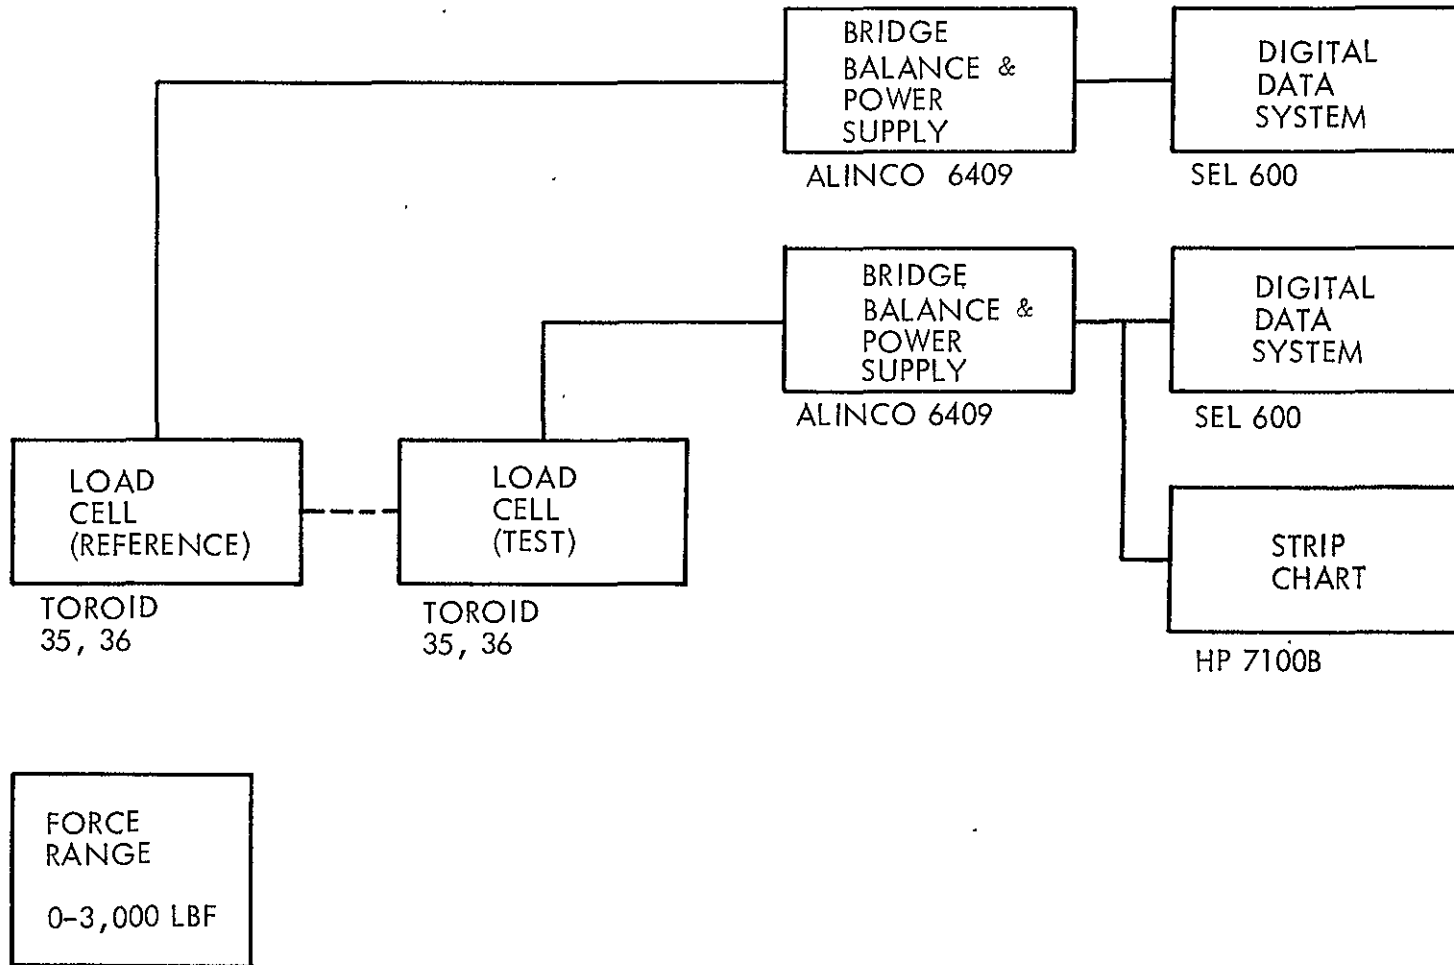 BRIDGE
BALANCE &
POWER
SUPPLY
ALINCO 6409
DIGITAL
DATA
SYSTEM
SEL 600
BRIDGE
BALANCE &
POWER
SUPPLY
ALINCO 6409
DIGITAL
DATA
SYSTEM
SEL 600
LOAD
CELL
(REFERENCE)
TOROID
35, 36
LOAD
CELL
(TEST)
TOROID
35, 36
STRIP
CHART
HP 7100B
FORCE
RANGE
0-3,000 LBF